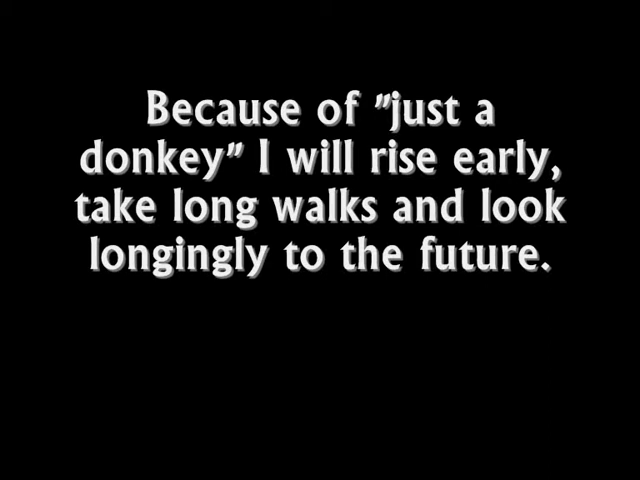 Because of "just a
donkey" I will rise early,
take long walks and look
longingly to the future.